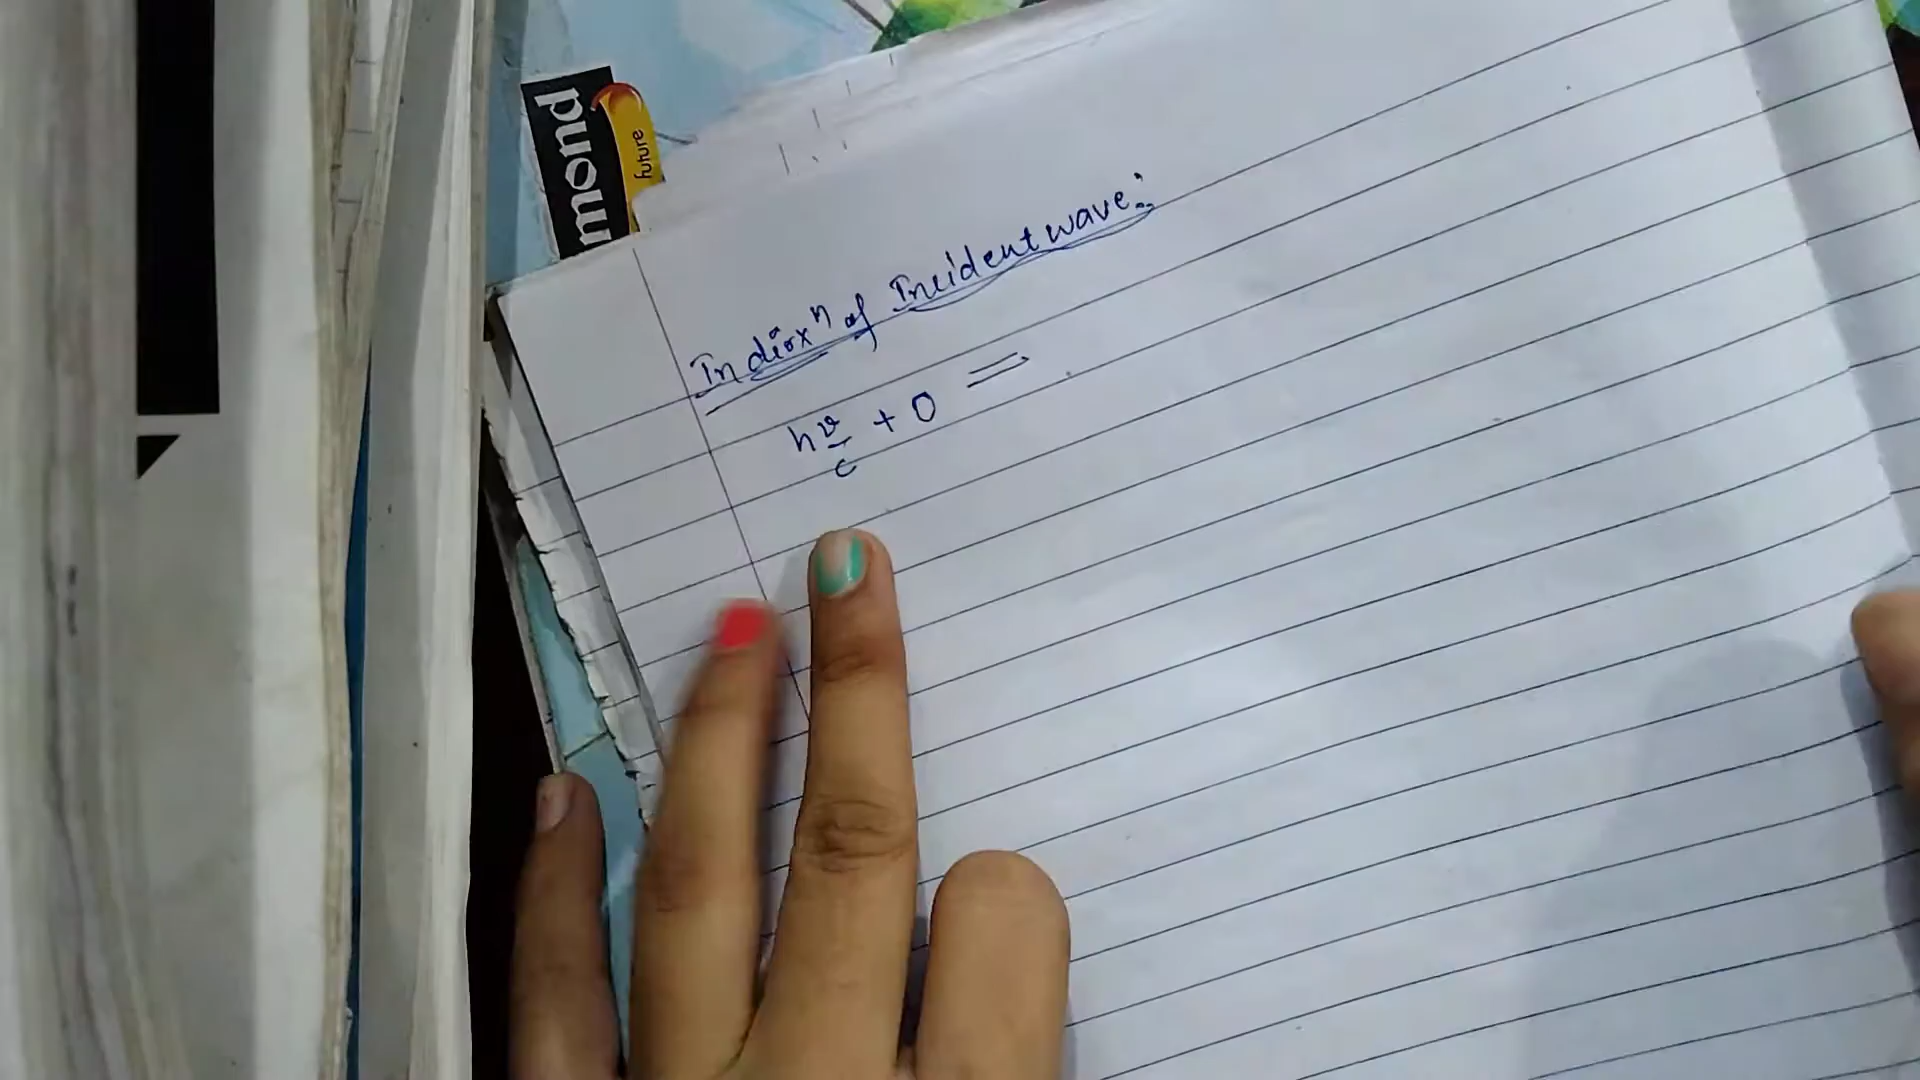 mond
future
In dirxⁿ of Incident wave:
hν/c + 0 =